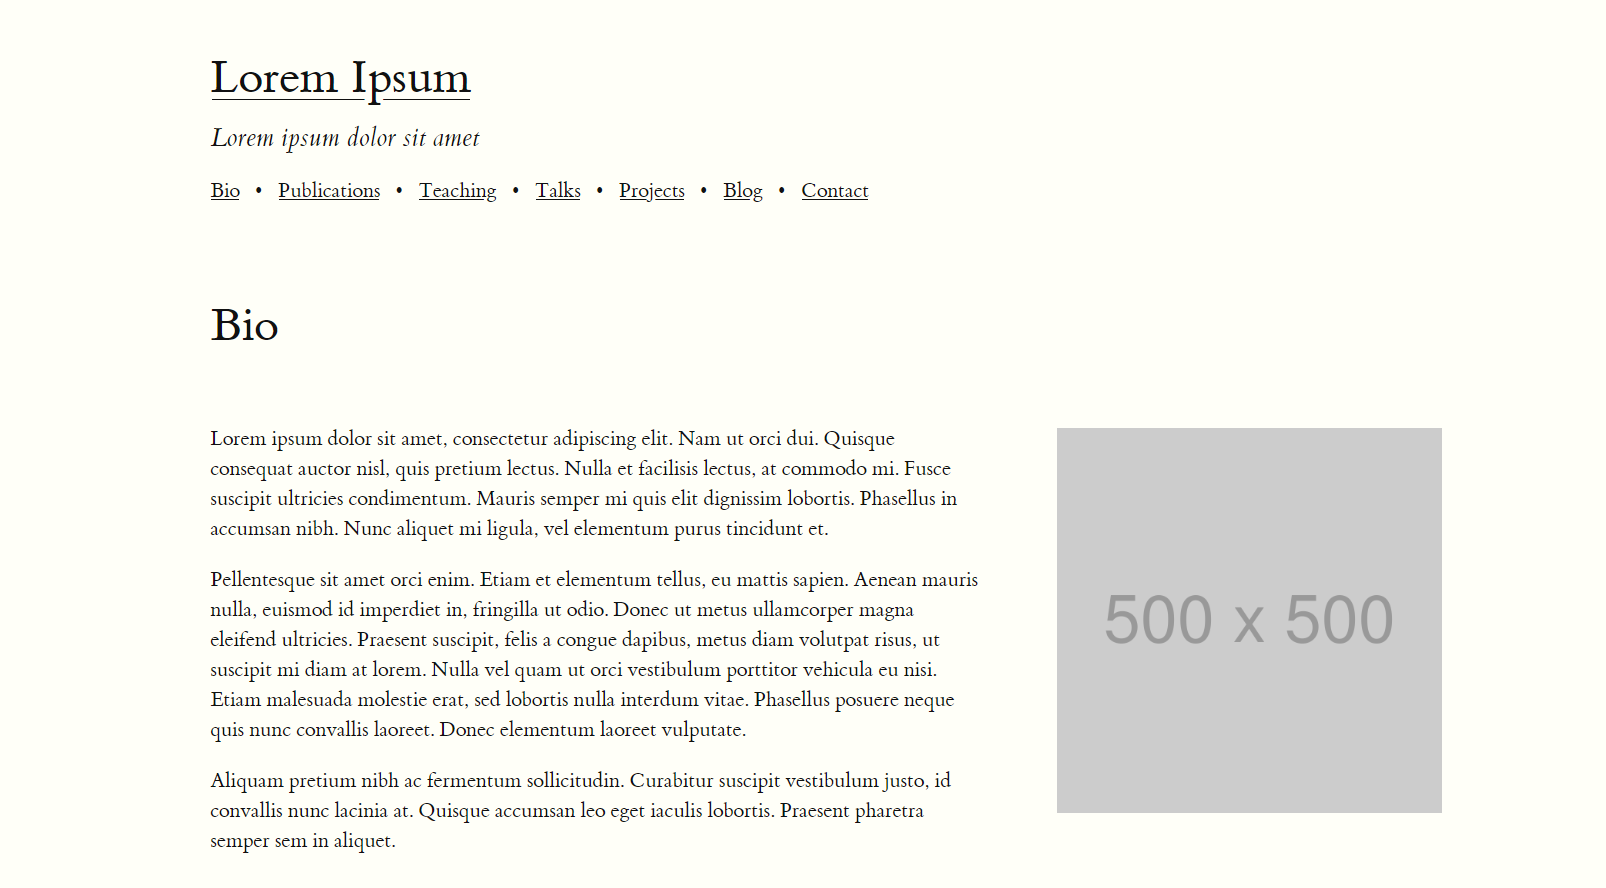 Lorem Ipsum
Lorem ipsum dolor sit amet
Bio • Publications • Teaching • Talks • Projects • Blog • Contact
Bio
Lorem ipsum dolor sit amet, consectetur adipiscing elit. Nam ut orci dui. Quisque
consequat auctor nisl, quis pretium lectus. Nulla et facilisis lectus, at commodo mi. Fusce
suscipit ultricies condimentum. Mauris semper mi quis elit dignissim lobortis. Phasellus in
accumsan nibh. Nunc aliquet mi ligula, vel elementum purus tincidunt et.
Pellentesque sit amet orci enim. Etiam et elementum tellus, eu mattis sapien. Aenean mauris
nulla, euismod id imperdiet in, fringilla ut odio. Donec ut metus ullamcorper magna
eleifend ultricies. Praesent suscipit, felis a congue dapibus, metus diam volutpat risus, ut
suscipit mi diam at lorem. Nulla vel quam ut orci vestibulum porttitor vehicula eu nisi.
Etiam malesuada molestie erat, sed lobortis nulla interdum vitae. Phasellus posuere neque
quis nunc convallis laoreet. Donec elementum laoreet vulputate.
Aliquam pretium nibh ac fermentum sollicitudin. Curabitur suscipit vestibulum justo, id
convallis nunc lacinia at. Quisque accumsan leo eget iaculis lobortis. Praesent pharetra
semper sem in aliquet.
500 x 500